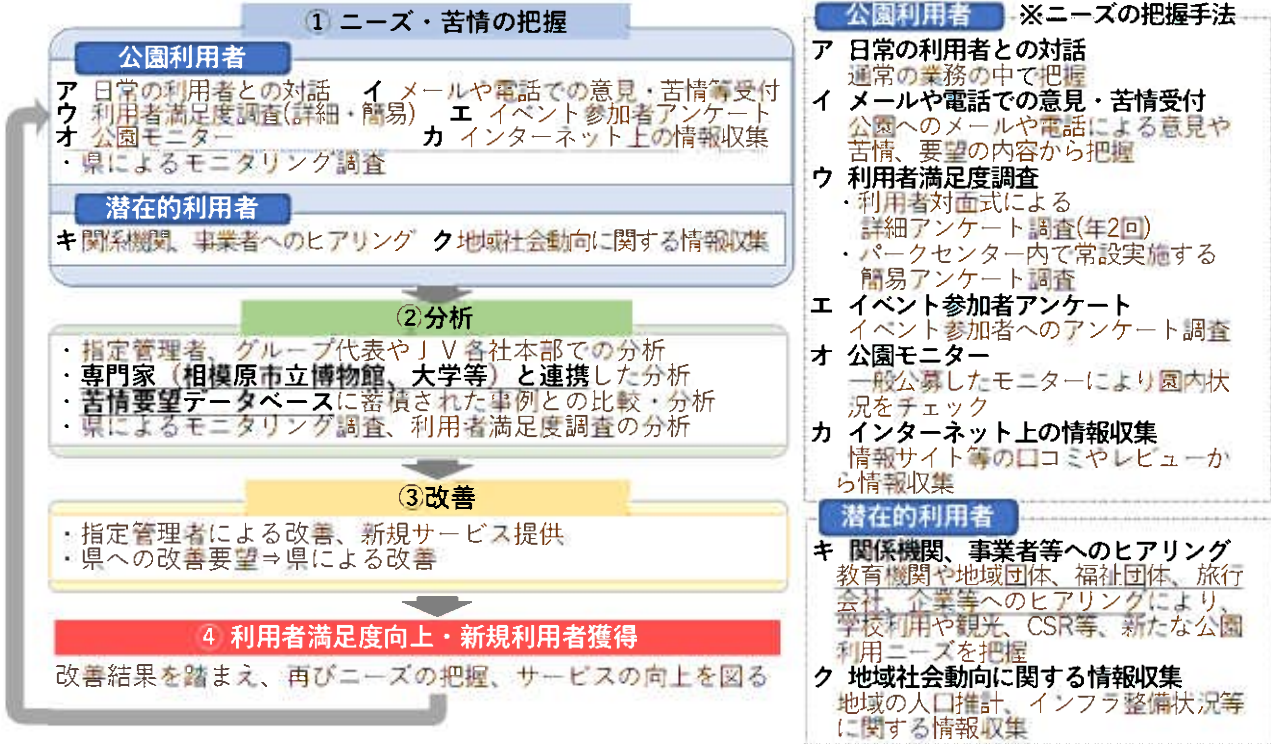 ① ニーズ・苦情の把握
公園利用者
ア 日常の利用者との対話 イ メールや電話での意見・苦情等受付
ウ 利用者満足度調査(詳細・簡易) エ イベント参加者アンケート
オ 公園モニター カ インターネット上の情報収集
・県によるモニタリング調査
潜在的利用者
キ 関係機関、事業者へのヒアリング ク 地域社会動向に関する情報収集
②分析
・指定管理者、グループ代表やJV各社本部での分析
・専門家（相模原市立博物館、大学等）と連携した分析
・苦情要望データベースに蓄積された事例との比較・分析
・県によるモニタリング調査、利用者満足度調査の分析
③改善
・指定管理者による改善、新規サービス提供
・県への改善要望⇒県による改善
④ 利用者満足度向上・新規利用者獲得
改善結果を踏まえ、再びニーズの把握、サービスの向上を図る
公園利用者 ※ニーズの把握手法
ア 日常の利用者との対話
通常の業務の中で把握
イ メールや電話での意見・苦情受付
公園へのメールや電話による意見や
苦情、要望の内容から把握
ウ 利用者満足度調査
・利用者対面式による
詳細アンケート調査(年2回)
・パークセンター内で常設実施する
簡易アンケート調査
エ イベント参加者アンケート
イベント参加者へのアンケート調査
オ 公園モニター
一般公募したモニターにより園内状
況をチェック
カ インターネット上の情報収集
情報サイト等の口コミやレビューか
ら情報収集
潜在的利用者
キ 関係機関、事業者等へのヒアリング
教育機関や地域団体、福祉団体、旅行
会社、企業等へのヒアリングにより、
学校利用や観光、CSR等、新たな公園
利用ニーズを把握
ク 地域社会動向に関する情報収集
地域の人口推計、インフラ整備状況等
に関する情報収集